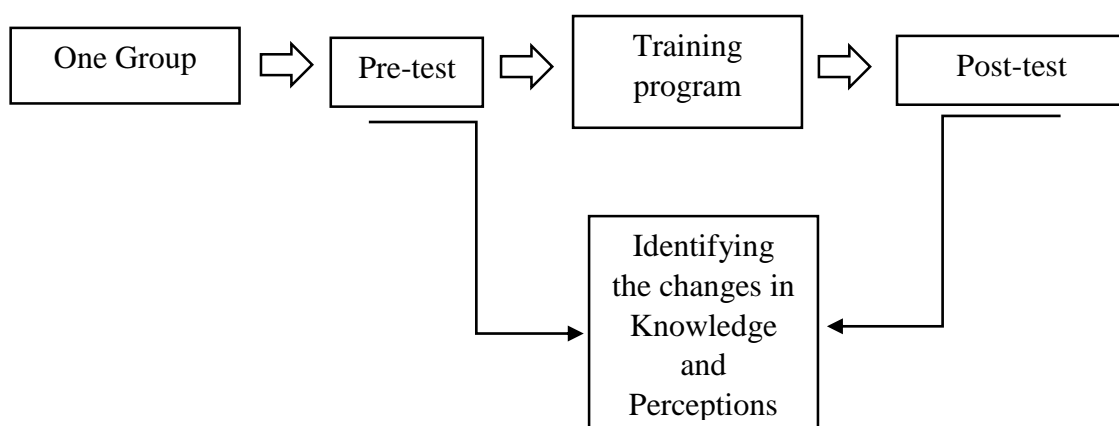 One Group
Pre-test
Training
program
Post-test
Identifying
the changes in
Knowledge
and
Perceptions